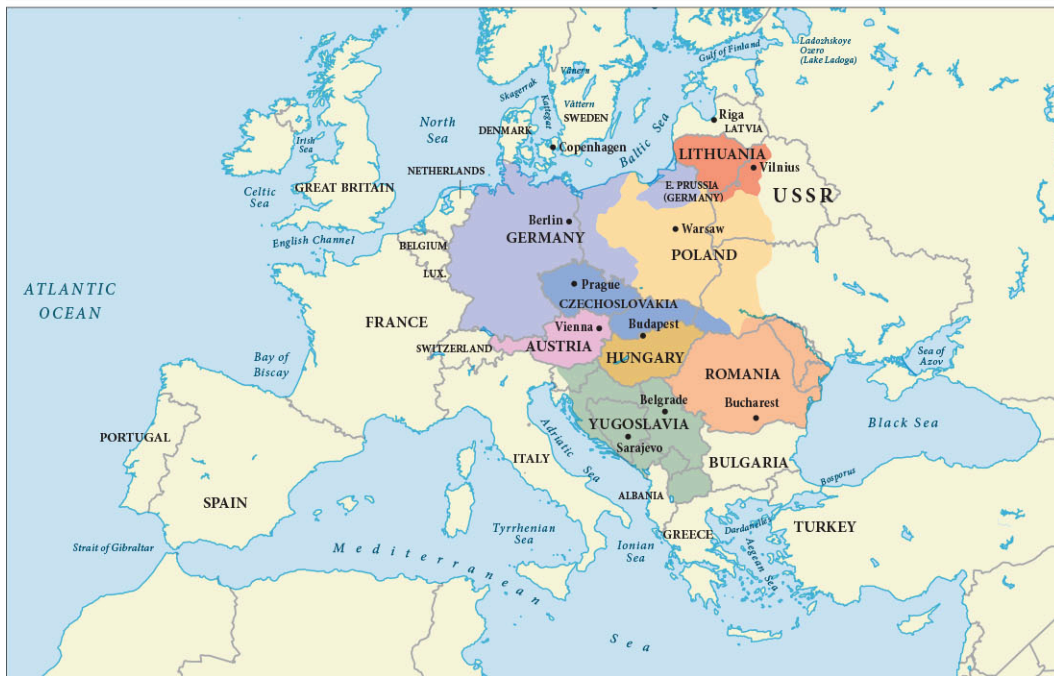 Gulf of Finland
Ladozhskoye
Ozero
(Lake Ladoga)
Vänern
Skagerrak
Kattegat
Vättern
SWEDEN
North
Sea
DENMARK
Copenhagen
Baltic Sea
Riga
LATVIA
Irish
Sea
NETHERLANDS
LITHUANIA
Vilnius
Celtic
Sea
GREAT BRITAIN
E. PRUSSIA
(GERMANY)
USSR
English Channel
Berlin
GERMANY
Warsaw
POLAND
BELGIUM
LUX.
ATLANTIC
OCEAN
Prague
CZECHOSLOVAKIA
FRANCE
Vienna
AUSTRIA
Budapest
HUNGARY
SWITZERLAND
Bay of
Biscay
Sea of
Azov
ROMANIA
Bucharest
Belgrade
YUGOSLAVIA
Sarajevo
Black Sea
PORTUGAL
SPAIN
ITALY
Adriatic Sea
BULGARIA
Bosporus
ALBANIA
GREECE
Dardanelles
TURKEY
Aegean Sea
Tyrrhenian
Sea
Ionian
Sea
Strait of Gibraltar
Mediterranean
Sea